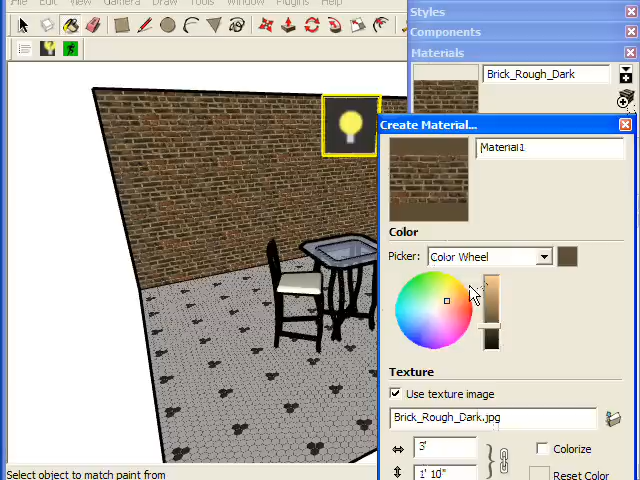 File Edit View Camera Draw Tools Window Plugins Help
Styles
Components
Materials
Brick_Rough_Dark
Create Material...
Material1
Color
Picker: Color Wheel
Texture
Use texture image
Brick_Rough_Dark.jpg
3'
Colorize
1' 10"
Reset Color
Select object to match paint from